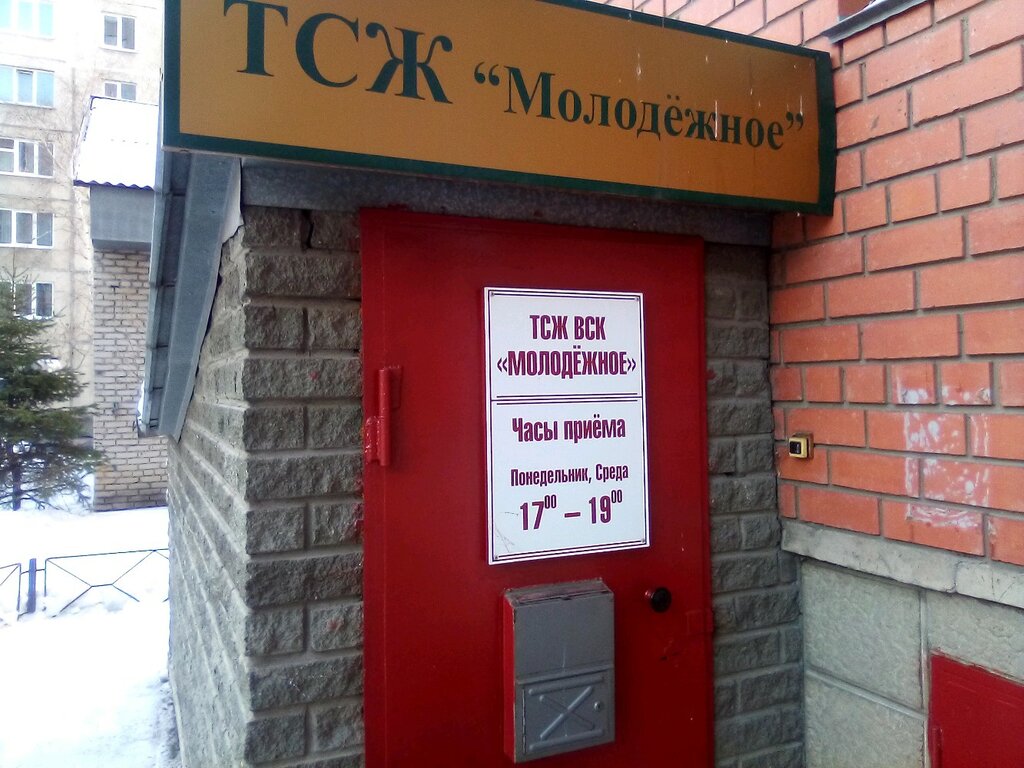 ТСЖ “Молодёжное”
ТСЖ ВСК
«МОЛОДЁЖНОЕ»
Часы приёма
Понедельник, Среда
17⁰⁰ – 19⁰⁰